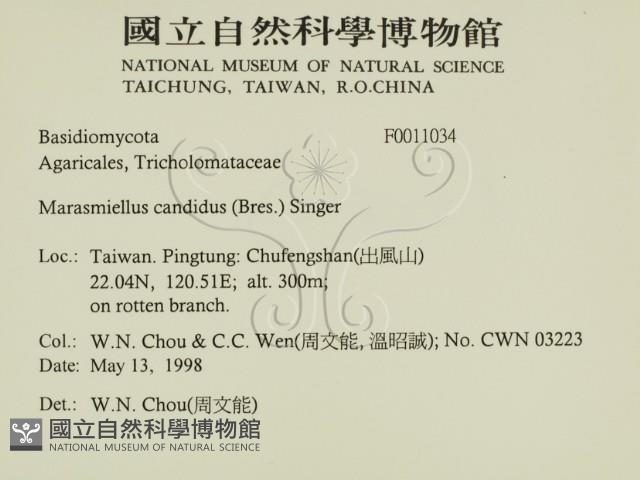 國立自然科學博物館
NATIONAL MUSEUM OF NATURAL SCIENCE
TAICHUNG, TAIWAN, R.O.CHINA
Basidiomycota F0011034
Agaricales, Tricholomataceae
Marasmiellus candidus (Bres.) Singer
Loc.: Taiwan. Pingtung: Chufengshan(出風山)
22.04N, 120.51E; alt. 300m;
on rotten branch.
Col.: W.N. Chou & C.C. Wen(周文能, 溫昭誠); No. CWN 03223
Date: May 13, 1998
Det.: W.N. Chou(周文能)
國立自然科學博物館
NATIONAL MUSEUM OF NATURAL SCIENCE